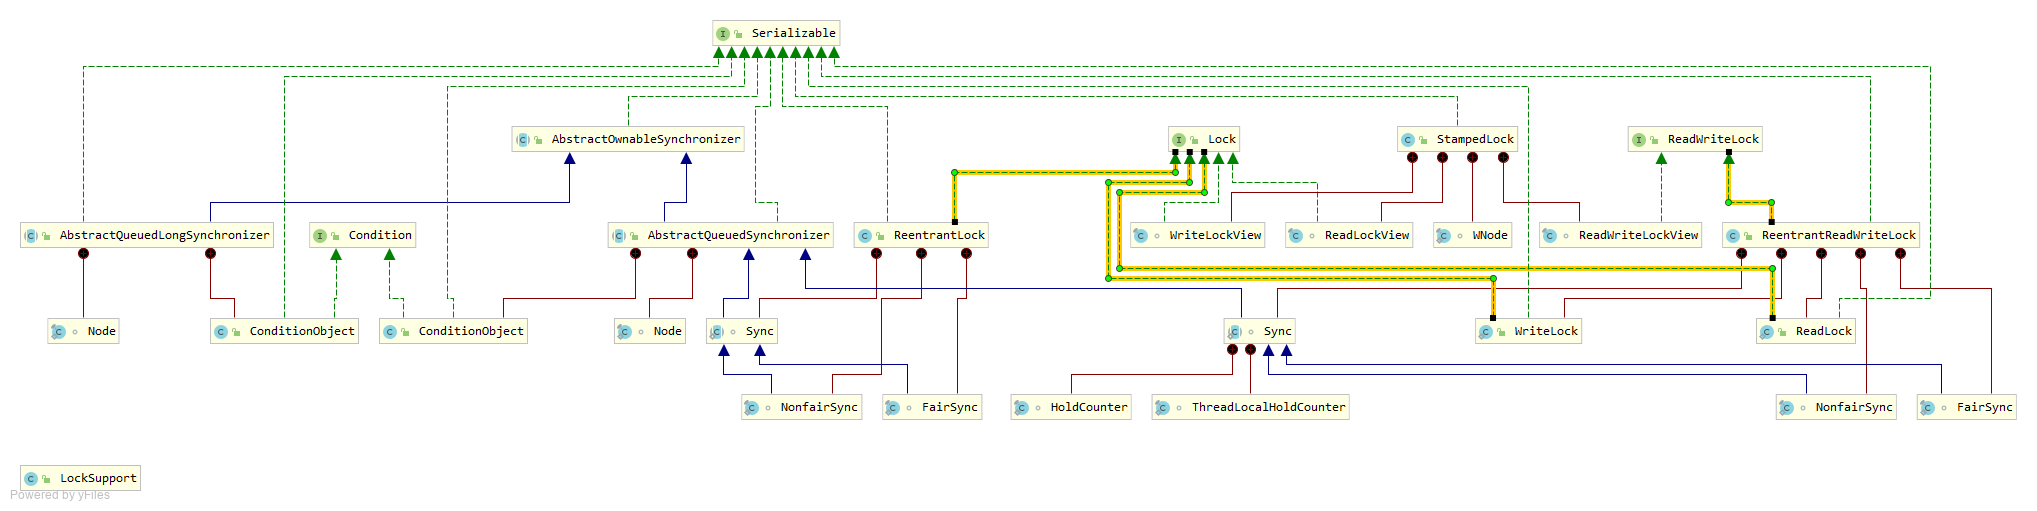 Serializable
AbstractOwnableSynchronizer
Lock
StampedLock
ReadWriteLock
AbstractQueuedLongSynchronizer
Condition
AbstractQueuedSynchronizer
ReentrantLock
WriteLockView
ReadLockView
WNode
ReadWriteLockView
ReentrantReadWriteLock
Node
ConditionObject
ConditionObject
Node
Sync
Sync
WriteLock
ReadLock
NonfairSync
FairSync
HoldCounter
ThreadLocalHoldCounter
NonfairSync
FairSync
LockSupport
Powered by yFiles